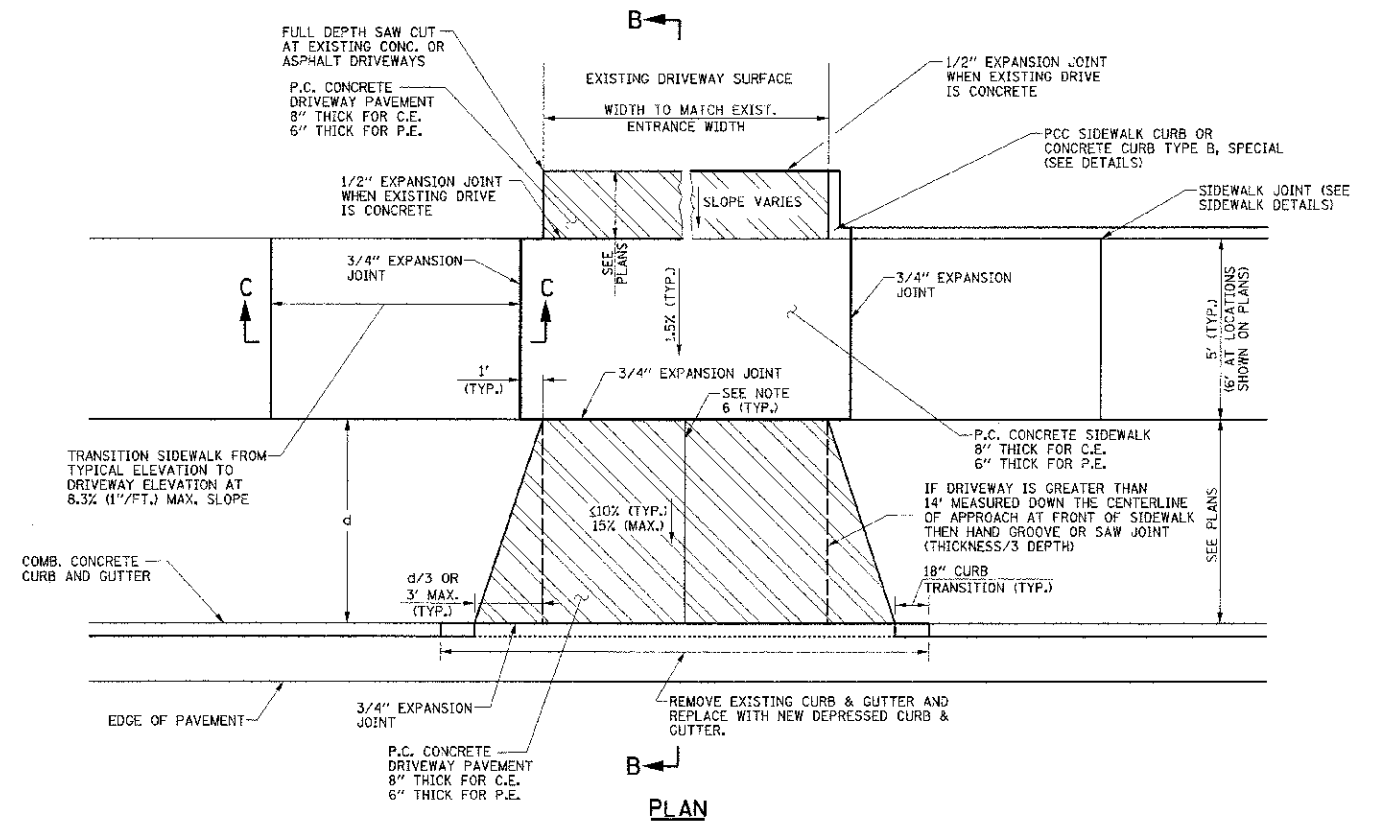 B
FULL DEPTH SAW CUT
AT EXISTING CONC. OR
ASPHALT DRIVEWAYS
P.C. CONCRETE
DRIVEWAY PAVEMENT
8" THICK FOR C.E.
6" THICK FOR P.E.
EXISTING DRIVEWAY SURFACE
WIDTH TO MATCH EXIST.
ENTRANCE WIDTH
1/2" EXPANSION JOINT
WHEN EXISTING DRIVE
IS CONCRETE
PCC SIDEWALK CURB OR
CONCRETE CURB TYPE B, SPECIAL
(SEE DETAILS)
1/2" EXPANSION JOINT
WHEN EXISTING DRIVE
IS CONCRETE
SLOPE VARIES
SIDEWALK JOINT (SEE
SIDEWALK DETAILS)
SEE
PLANS
3/4" EXPANSION
JOINT
C
C
1.5% (TYP.)
3/4" EXPANSION
JOINT
5' (TYP.)
(6' AT LOCATIONS
SHOWN ON PLANS)
1'
(TYP.)
3/4" EXPANSION JOINT
SEE NOTE
6 (TYP.)
TRANSITION SIDEWALK FROM
TYPICAL ELEVATION TO
DRIVEWAY ELEVATION AT
8.3% (1"/FT.) MAX. SLOPE
P.C. CONCRETE SIDEWALK
8" THICK FOR C.E.
6" THICK FOR P.E.
d
≤10% (TYP.)
15% (MAX.)
IF DRIVEWAY IS GREATER THAN
14' MEASURED DOWN THE CENTERLINE
OF APPROACH AT FRONT OF SIDEWALK
THEN HAND GROOVE OR SAW JOINT
(THICKNESS/3 DEPTH)
SEE PLANS
COMB. CONCRETE
CURB AND GUTTER
d/3 OR
3' MAX.
(TYP.)
18" CURB
TRANSITION (TYP.)
EDGE OF PAVEMENT
3/4" EXPANSION
JOINT
REMOVE EXISTING CURB & GUTTER AND
REPLACE WITH NEW DEPRESSED CURB &
GUTTER.
P.C. CONCRETE
DRIVEWAY PAVEMENT
8" THICK FOR C.E.
6" THICK FOR P.E.
B
PLAN